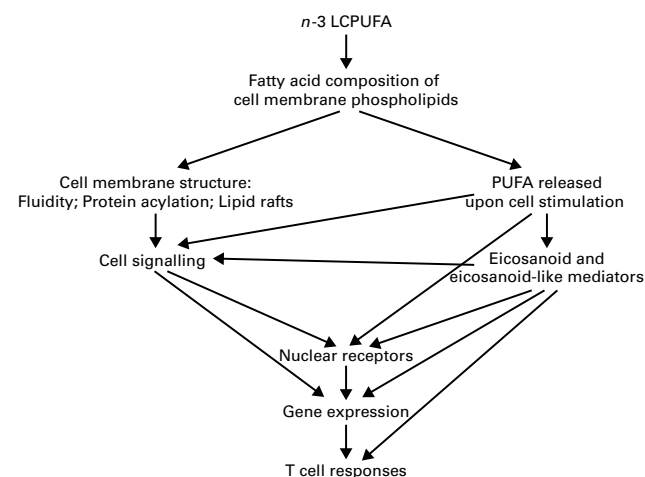 n-3 LCPUFA
Fatty acid composition of
cell membrane phospholipids
Cell membrane structure:
Fluidity; Protein acylation; Lipid rafts
PUFA released
upon cell stimulation
Cell signalling
Eicosanoid and
eicosanoid-like mediators
Nuclear receptors
Gene expression
T cell responses